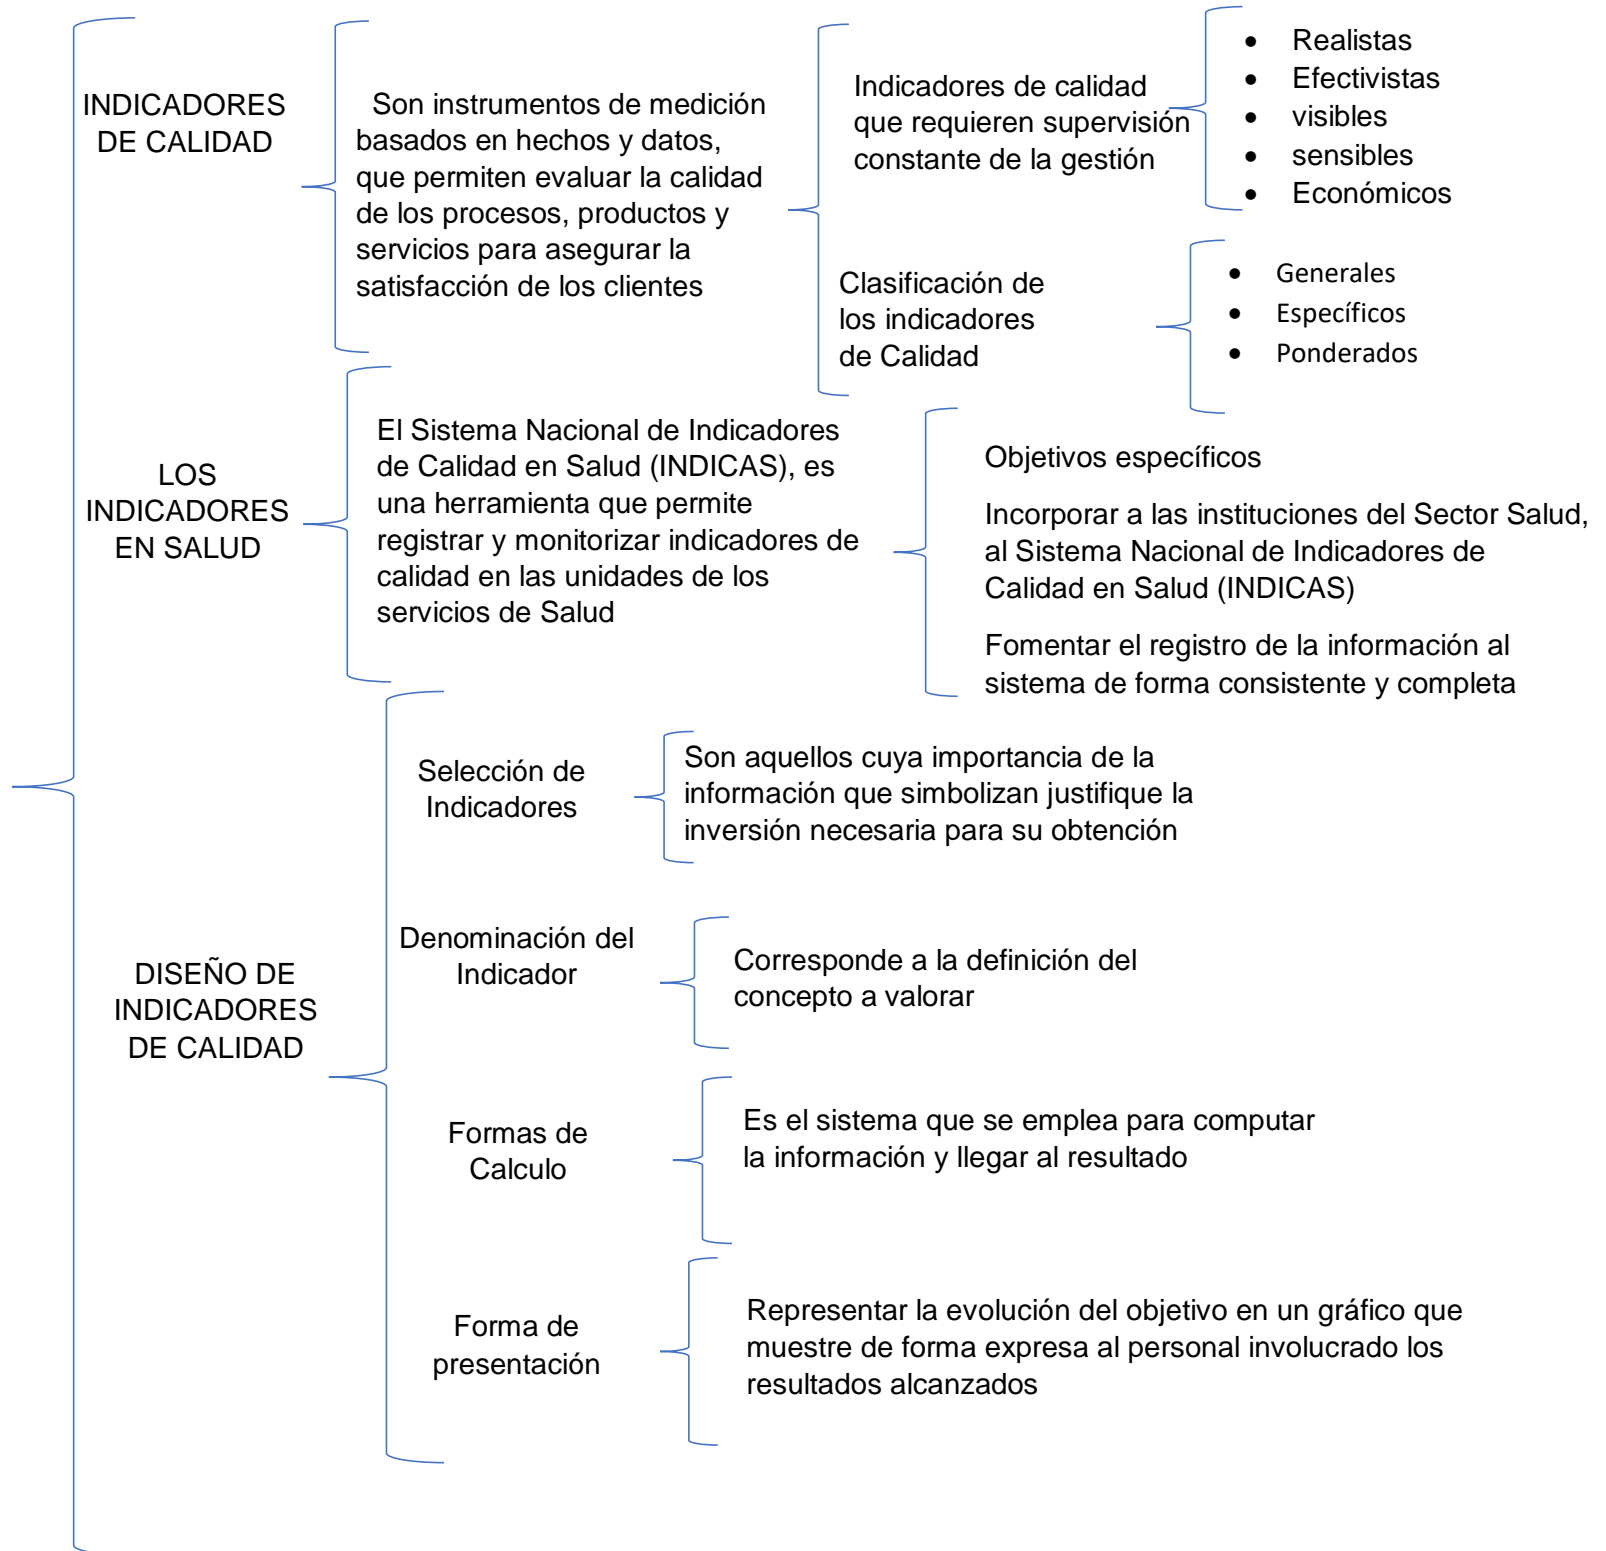 INDICADORES
DE CALIDAD
Son instrumentos de medición
basados en hechos y datos,
que permiten evaluar la calidad
de los procesos, productos y
servicios para asegurar la
satisfacción de los clientes
Indicadores de calidad
que requieren supervisión
constante de la gestión
• Realistas
• Efectivistas
• visibles
• sensibles
• Económicos
Clasificación de
los indicadores
de Calidad
• Generales
• Específicos
• Ponderados
LOS
INDICADORES
EN SALUD
El Sistema Nacional de Indicadores
de Calidad en Salud (INDICAS), es
una herramienta que permite
registrar y monitorizar indicadores de
calidad en las unidades de los
servicios de Salud
Objetivos específicos
Incorporar a las instituciones del Sector Salud,
al Sistema Nacional de Indicadores de
Calidad en Salud (INDICAS)
Fomentar el registro de la información al
sistema de forma consistente y completa
DISEÑO DE
INDICADORES
DE CALIDAD
Selección de
Indicadores
Son aquellos cuya importancia de la
información que simbolizan justifique la
inversión necesaria para su obtención
Denominación del
Indicador
Corresponde a la definición del
concepto a valorar
Formas de
Calculo
Es el sistema que se emplea para computar
la información y llegar al resultado
Forma de
presentación
Representar la evolución del objetivo en un gráfico que
muestre de forma expresa al personal involucrado los
resultados alcanzados